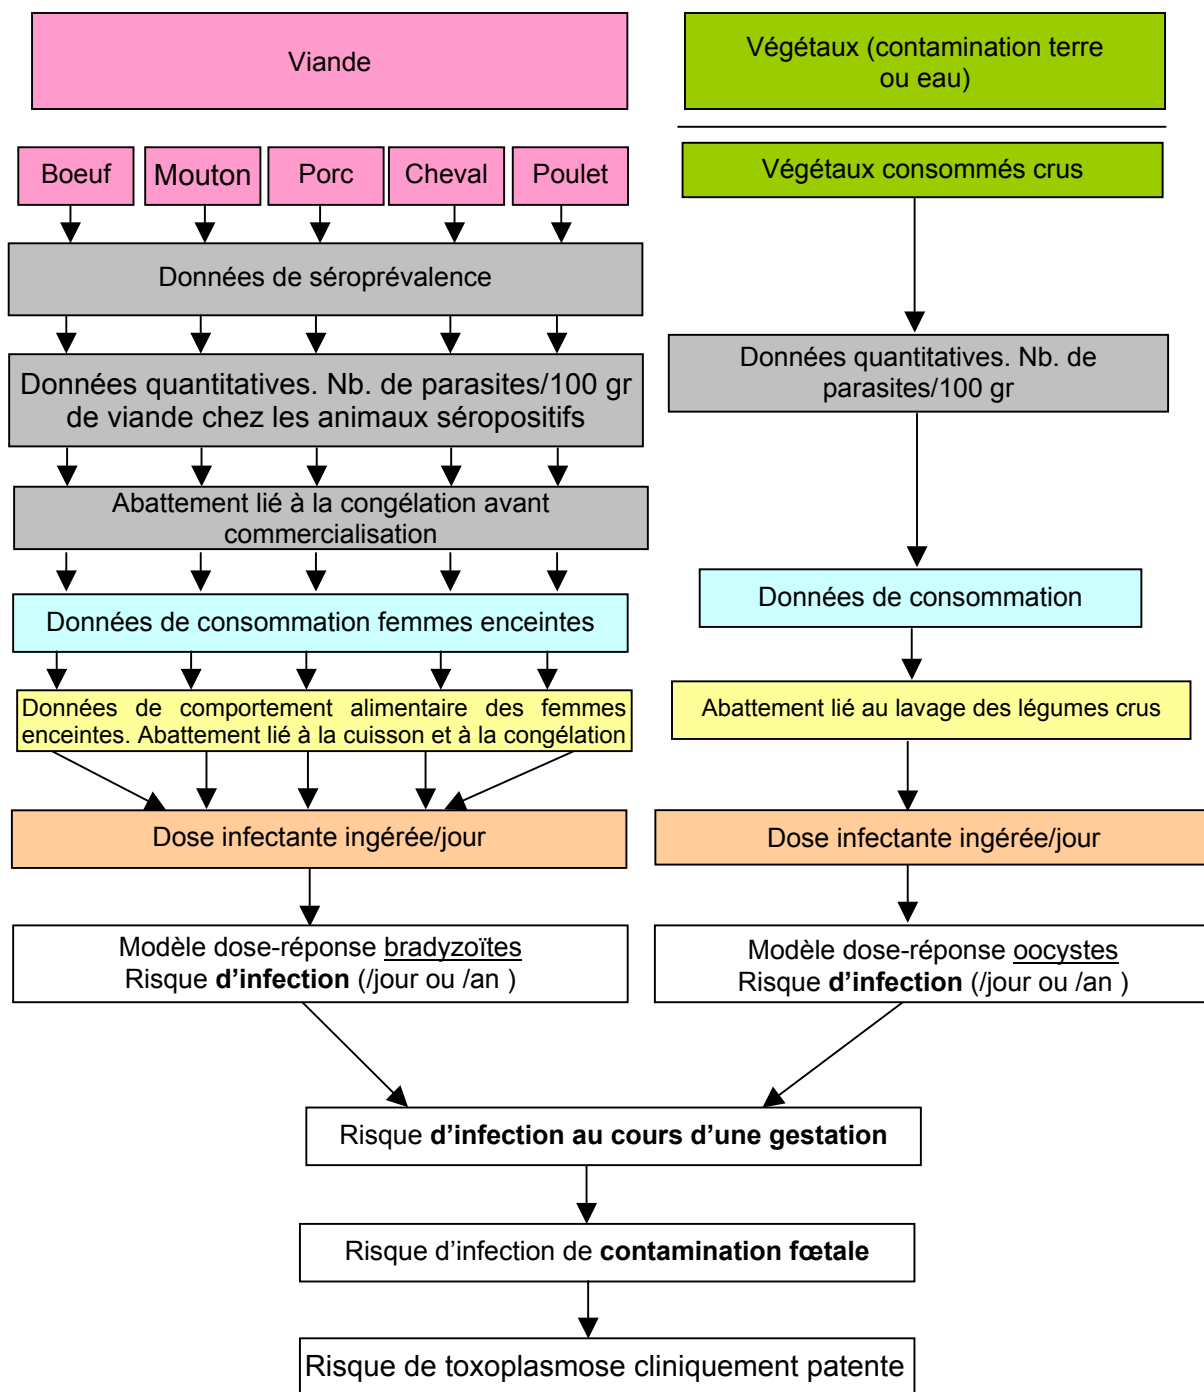 Viande
Végétaux (contamination terre
ou eau)
Boeuf
Mouton
Porc
Cheval
Poulet
Végétaux consommés crus
Données de séroprévalence
Données quantitatives. Nb. de parasites/100 gr
de viande chez les animaux séropositifs
Données quantitatives. Nb. de
parasites/100 gr
Abattement lié à la congélation avant
commercialisation
Données de consommation femmes enceintes
Données de consommation
Données de comportement alimentaire des femmes
enceintes. Abattement lié à la cuisson et à la congélation
Abattement lié au lavage des légumes crus
Dose infectante ingérée/jour
Dose infectante ingérée/jour
Modèle dose-réponse bradyzoïtes
Risque d’infection (/jour ou /an )
Modèle dose-réponse oocystes
Risque d’infection (/jour ou /an )
Risque d’infection au cours d’une gestation
Risque d’infection de contamination fœtale
Risque de toxoplasmose cliniquement patente